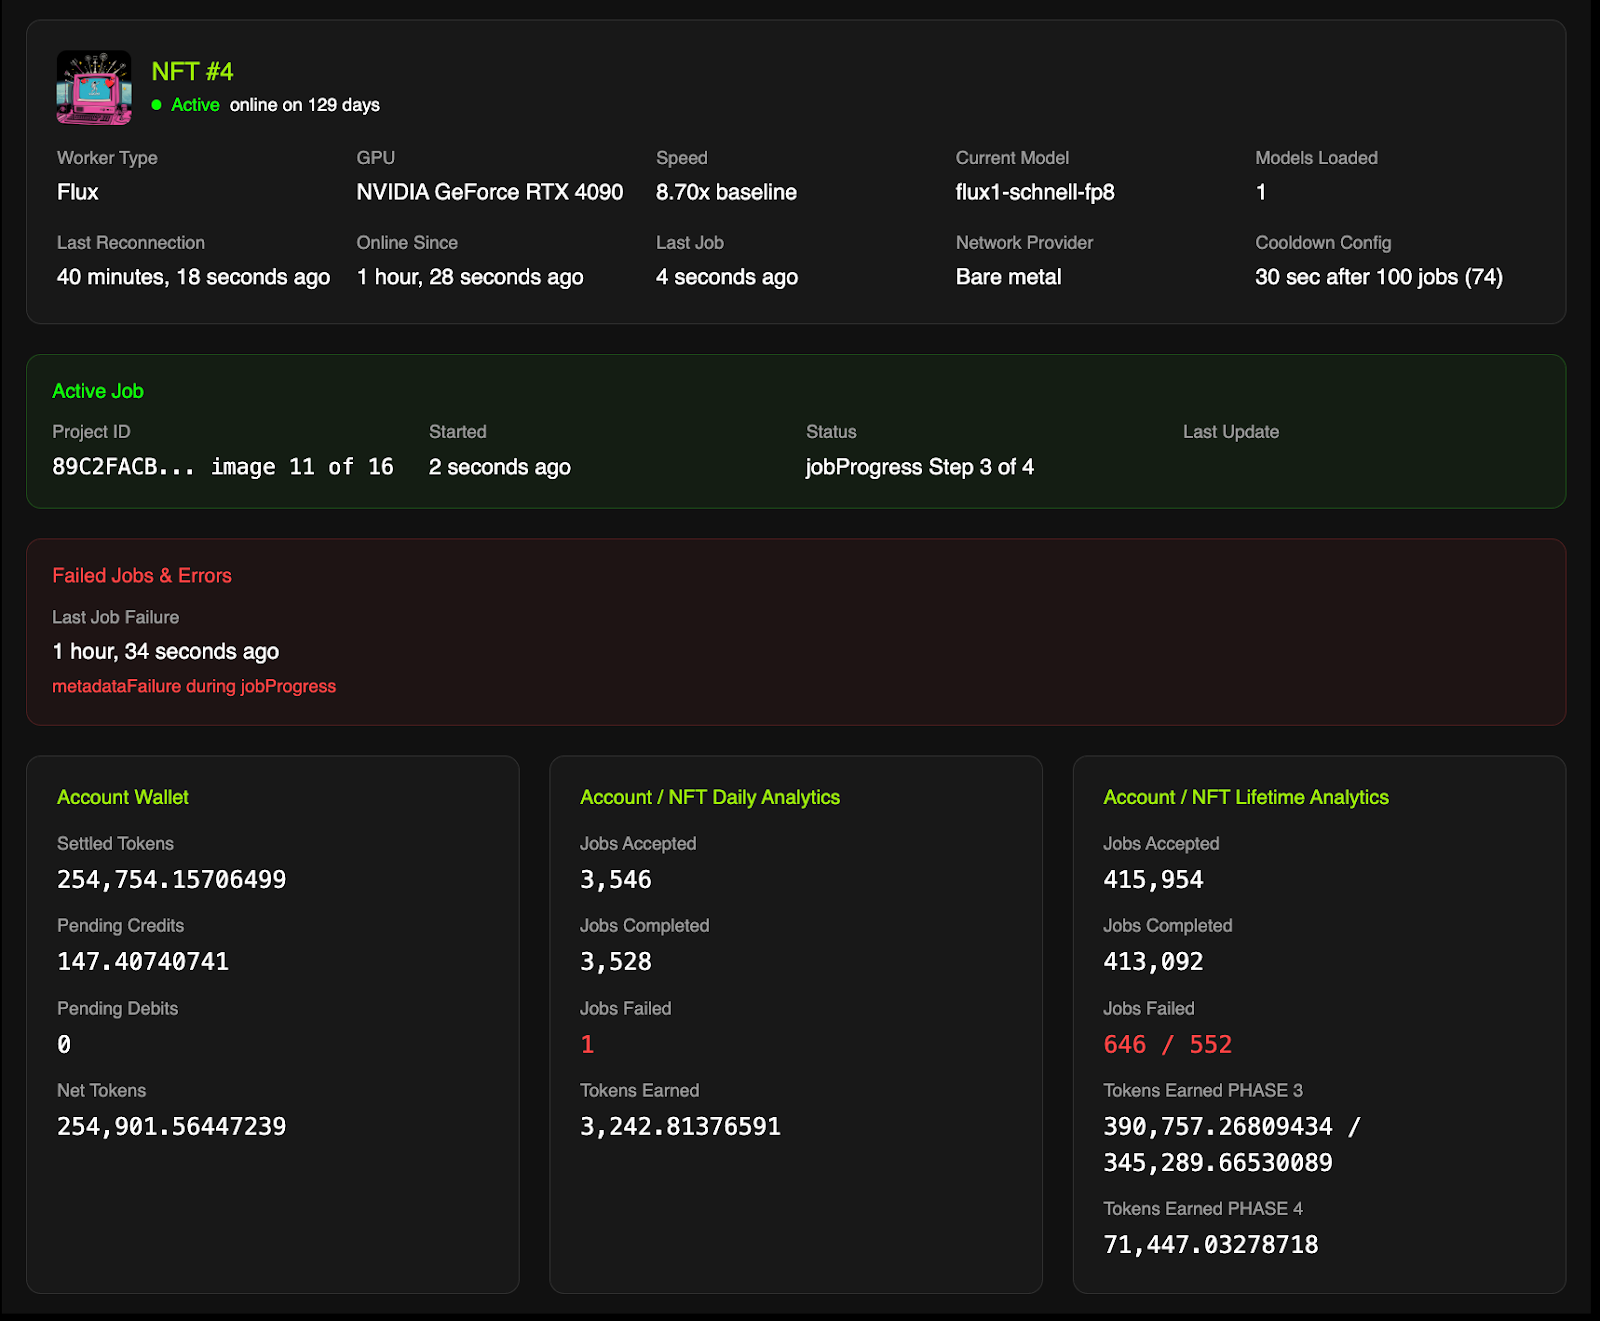 NFT #4
Active online on 129 days
Worker Type
Flux
GPU
NVIDIA GeForce RTX 4090
Speed
8.70x baseline
Current Model
flux1-schnell-fp8
Models Loaded
1
Last Reconnection
40 minutes, 18 seconds ago
Online Since
1 hour, 28 seconds ago
Last Job
4 seconds ago
Network Provider
Bare metal
Cooldown Config
30 sec after 100 jobs (74)
Active Job
Project ID
89C2FACB... image 11 of 16
Started
2 seconds ago
Status
jobProgress Step 3 of 4
Last Update
Failed Jobs & Errors
Last Job Failure
1 hour, 34 seconds ago
metadataFailure during jobProgress
Account Wallet
Settled Tokens
254,754.15706499
Pending Credits
147.40740741
Pending Debits
0
Net Tokens
254,901.56447239
Account / NFT Daily Analytics
Jobs Accepted
3,546
Jobs Completed
3,528
Jobs Failed
1
Tokens Earned
3,242.81376591
Account / NFT Lifetime Analytics
Jobs Accepted
415,954
Jobs Completed
413,092
Jobs Failed
646 / 552
Tokens Earned PHASE 3
390,757.26809434 /
345,289.66530089
Tokens Earned PHASE 4
71,447.03278718